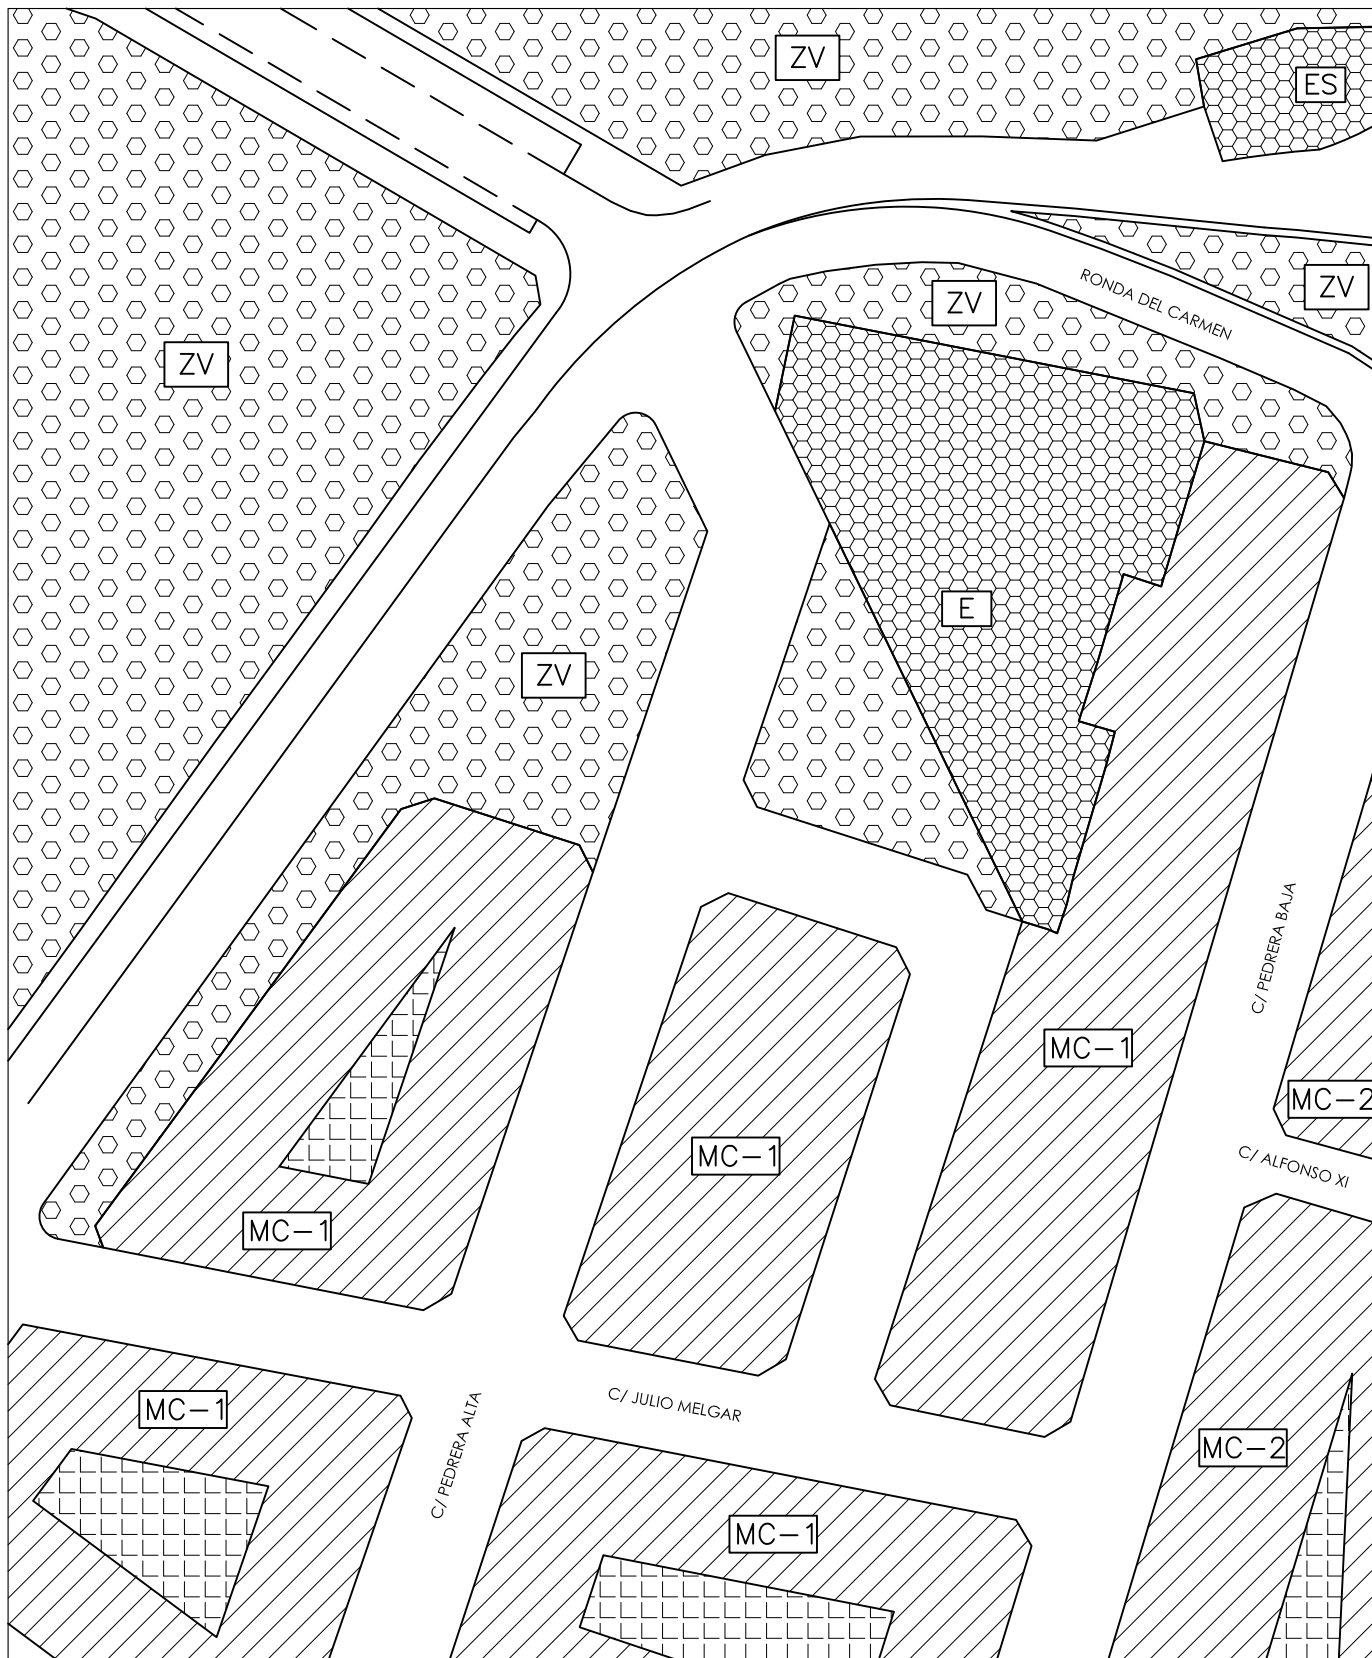 ZV
ES
ZV
ZV
RONDA DEL CARMEN
ZV
E
ZV
C/ PEDRERA BAJA
MC-1
MC-2
C/ ALFONSO XI
MC-1
MC-1
MC-1
C/ JULIO MELGAR
C/ PEDRERA ALTA
MC-2
MC-1